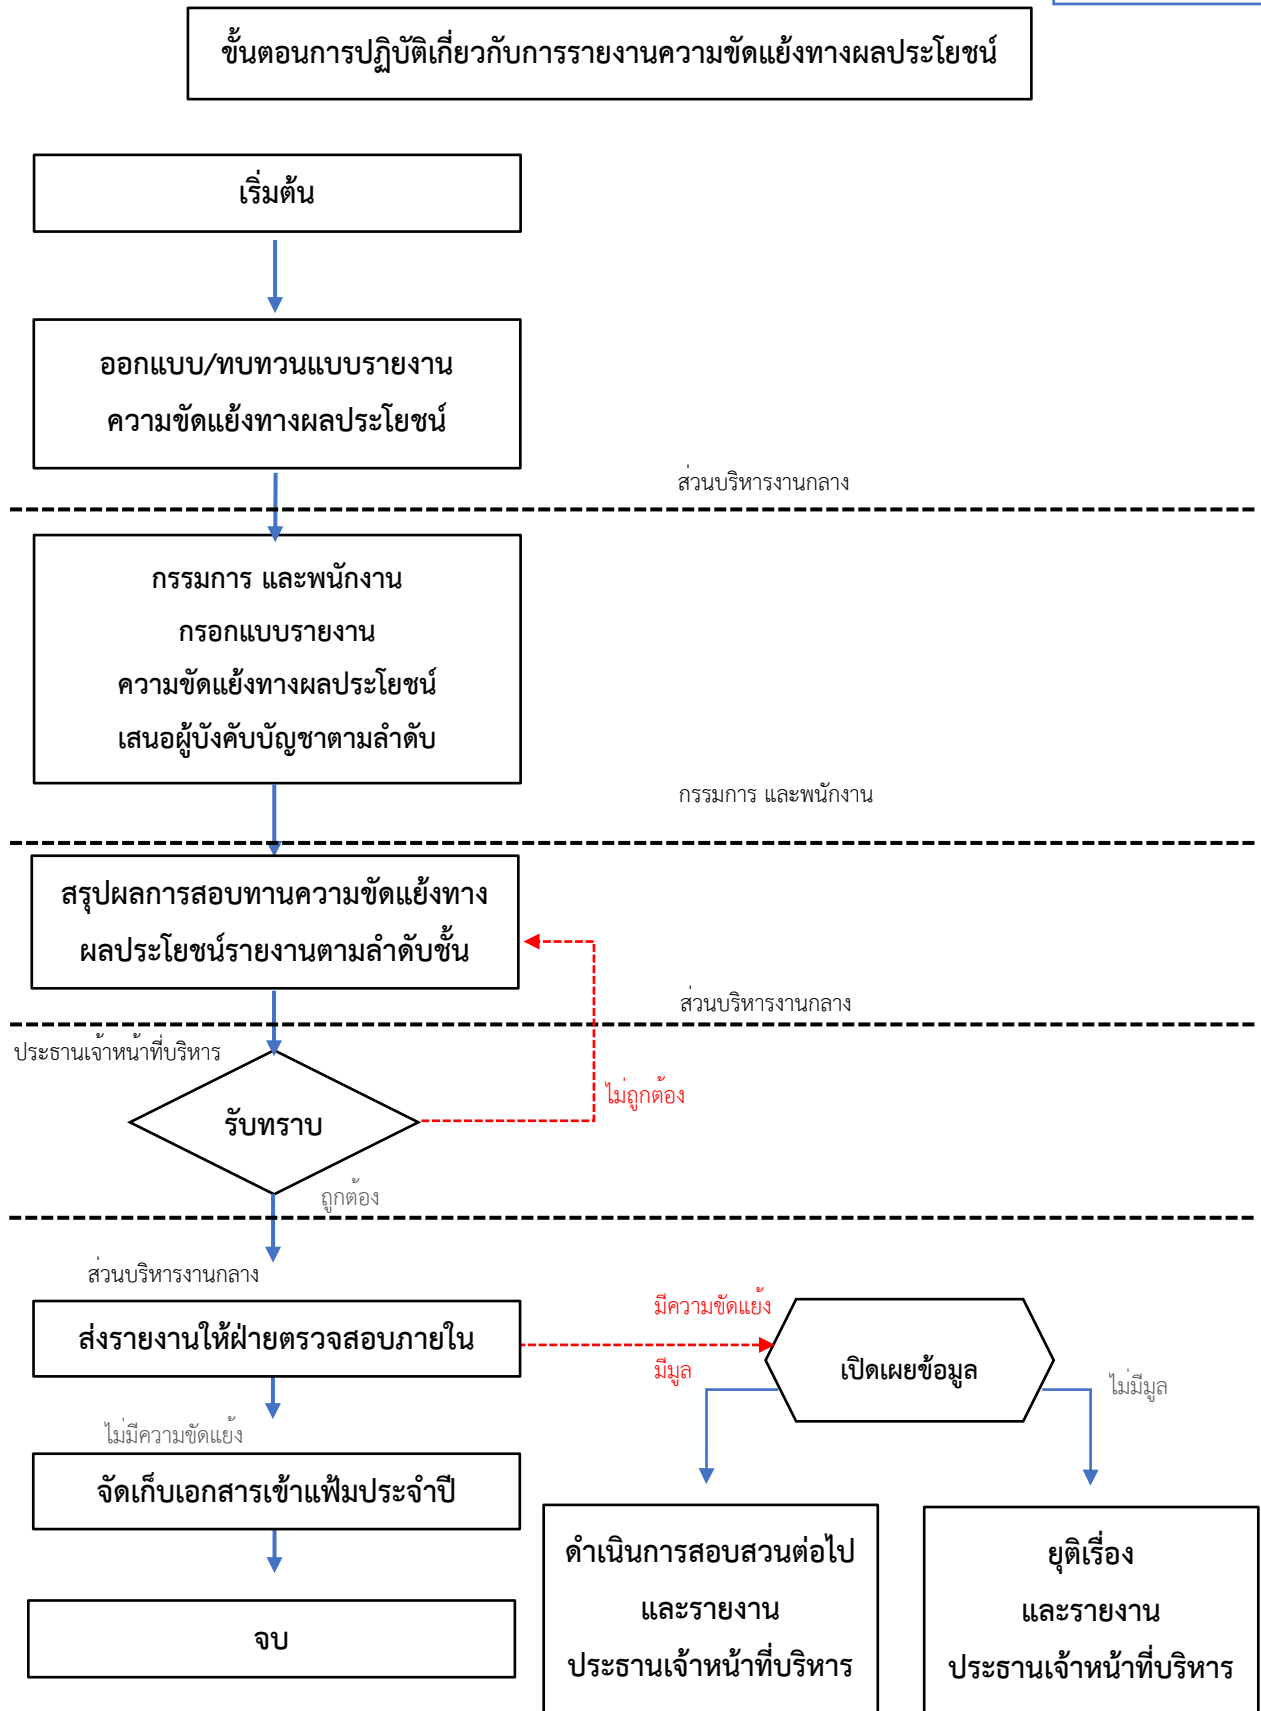 ขั้นตอนการปฏิบัติเกี่ยวกับการรายงานความขัดแย้งทางผลประโยชน์
เริ่มต้น
ออกแบบ/ทบทวนแบบรายงาน
ความขัดแย้งทางผลประโยชน์
ส่วนบริหารงานกลาง
กรรมการ และพนักงาน
กรอกแบบรายงาน
ความขัดแย้งทางผลประโยชน์
เสนอผู้บังคับบัญชาตามลำดับ
กรรมการ และพนักงาน
สรุปผลการสอบทานความขัดแย้งทาง
ผลประโยชน์รายงานตามลำดับชั้น
ส่วนบริหารงานกลาง
ประธานเจ้าหน้าที่บริหาร
ไม่ถูกต้อง
รับทราบ
ถูกต้อง
ส่วนบริหารงานกลาง
ส่งรายงานให้ฝ่ายตรวจสอบภายใน
มีความขัดแย้ง
มีมูล
เปิดเผยข้อมูล
ไม่มีมูล
ไม่มีความขัดแย้ง
จัดเก็บเอกสารเข้าแฟ้มประจำปี
จบ
ดำเนินการสอบสวนต่อไป
และรายงาน
ประธานเจ้าหน้าที่บริหาร
ยุติเรื่อง
และรายงาน
ประธานเจ้าหน้าที่บริหาร